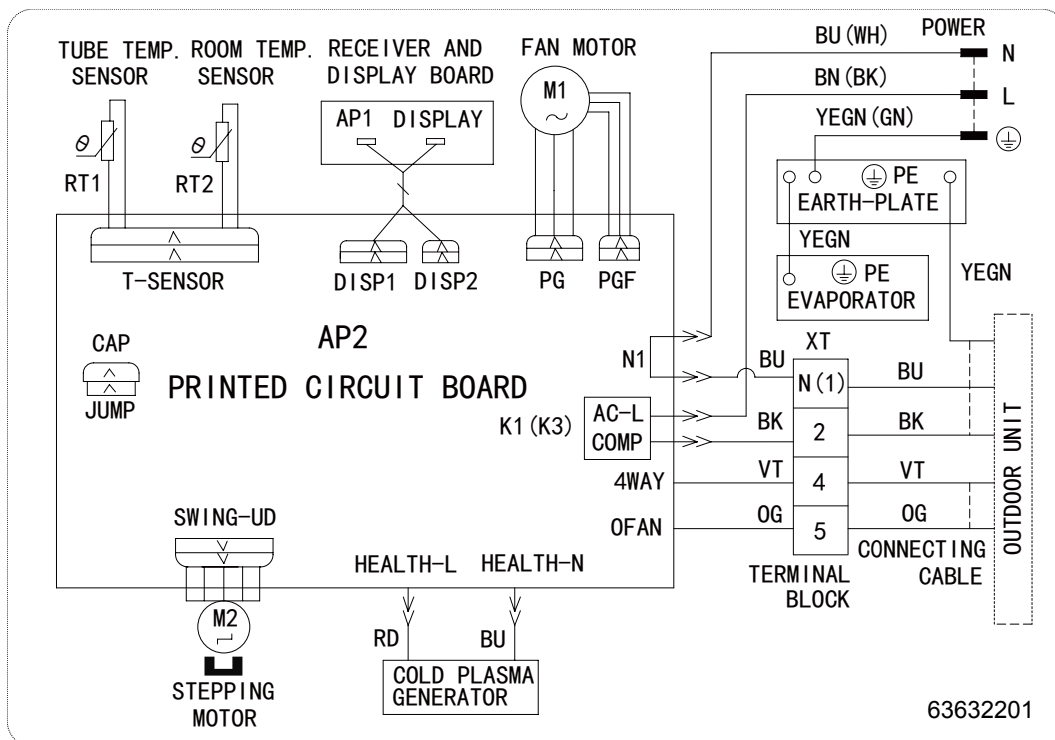 TUBE TEMP. SENSOR
ROOM TEMP. SENSOR
RECEIVER AND DISPLAY BOARD
FAN MOTOR
BU(WH)
POWER
N
BN(BK)
L
YEGN(GN)
M1
AP1 DISPLAY
θ
RT1
θ
RT2
PE
EARTH-PLATE
YEGN
YEGN
PE
EVAPORATOR
T-SENSOR
DISP1
DISP2
PG
PGF
AP2
PRINTED CIRCUIT BOARD
CAP
JUMP
N1
K1(K3)
AC-L
COMP
4WAY
OFAN
XT
BU
N(1)
BU
BK
2
BK
VT
4
VT
OG
5
OG
TERMINAL BLOCK
CONNECTING CABLE
OUTDOOR UNIT
SWING-UD
M2
STEPPING MOTOR
HEALTH-L
HEALTH-N
RD
BU
COLD PLASMA GENERATOR
63632201